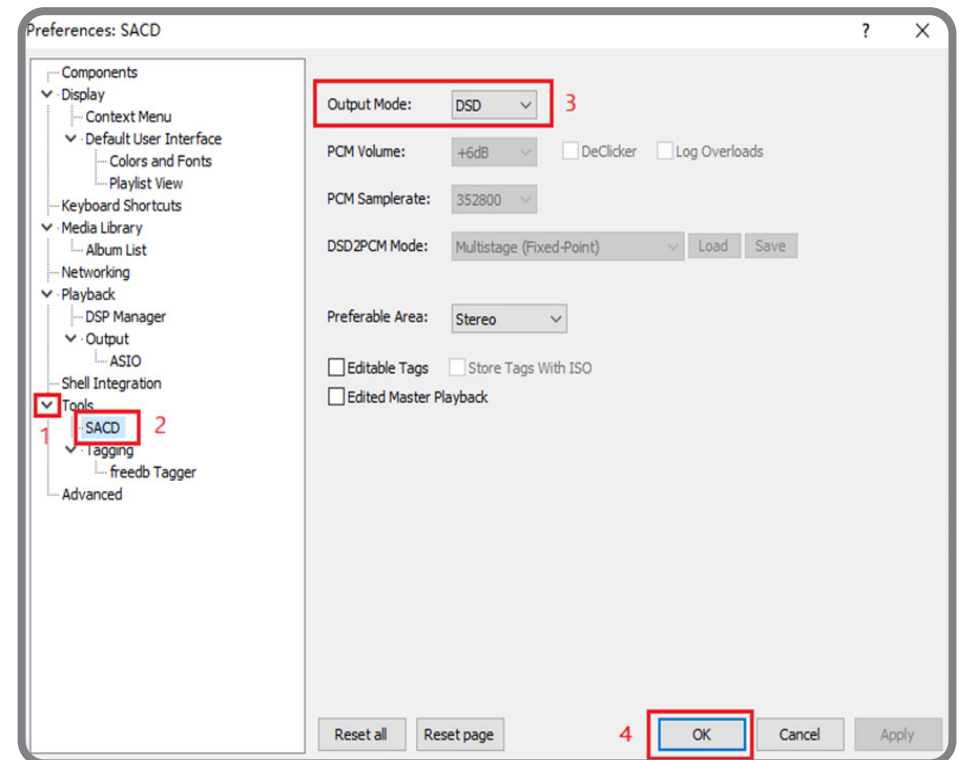 Preferences: SACD
?
Components
Display
Context Menu
Default User Interface
Colors and Fonts
Playlist View
Keyboard Shortcuts
Media Library
Album List
Networking
Playback
DSP Manager
Output
ASIO
Shell Integration
Tools
1
SACD 2
Tagging
freedb Tagger
Advanced
Output Mode: DSD 3
PCM Volume: +6dB DeClicker Log Overloads
PCM Samplerate: 352800
DSD2PCM Mode: Multistage (Fixed-Point) Load Save
Preferable Area: Stereo
Editable Tags Store Tags With ISO
Edited Master Playback
Reset all Reset page 4 OK Cancel Apply